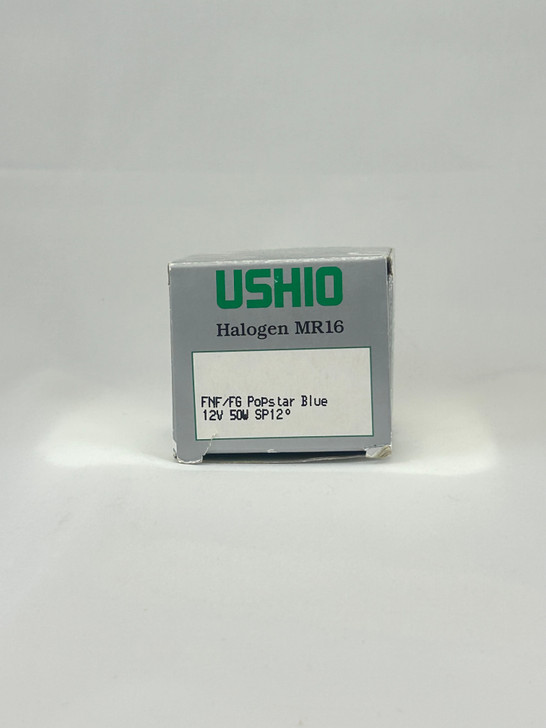 USHIO
Halogen MR16
FNF/FG Popstar Blue
12V 50W SP12°